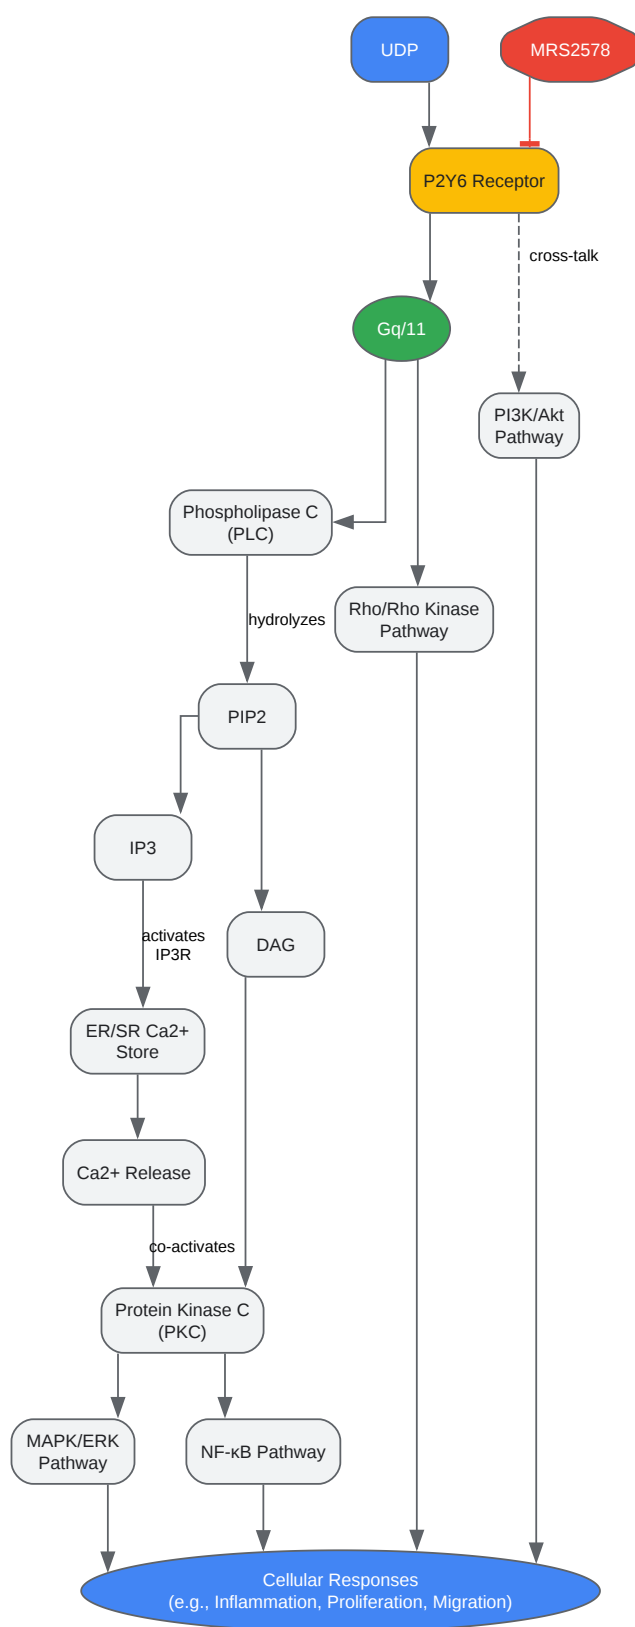 UDP
MRS2578
P2Y6 Receptor
cross-talk
Gq/11
PI3K/Akt
Pathway
Phospholipase C
(PLC)
Rho/Rho Kinase
Pathway
hydrolyzes
PIP2
IP3
activates
IP3R
DAG
ER/SR Ca2+
Store
Ca2+ Release
co-activates
Protein Kinase C
(PKC)
MAPK/ERK
Pathway
NF-κB Pathway
Cellular Responses
(e.g., Inflammation, Proliferation, Migration)